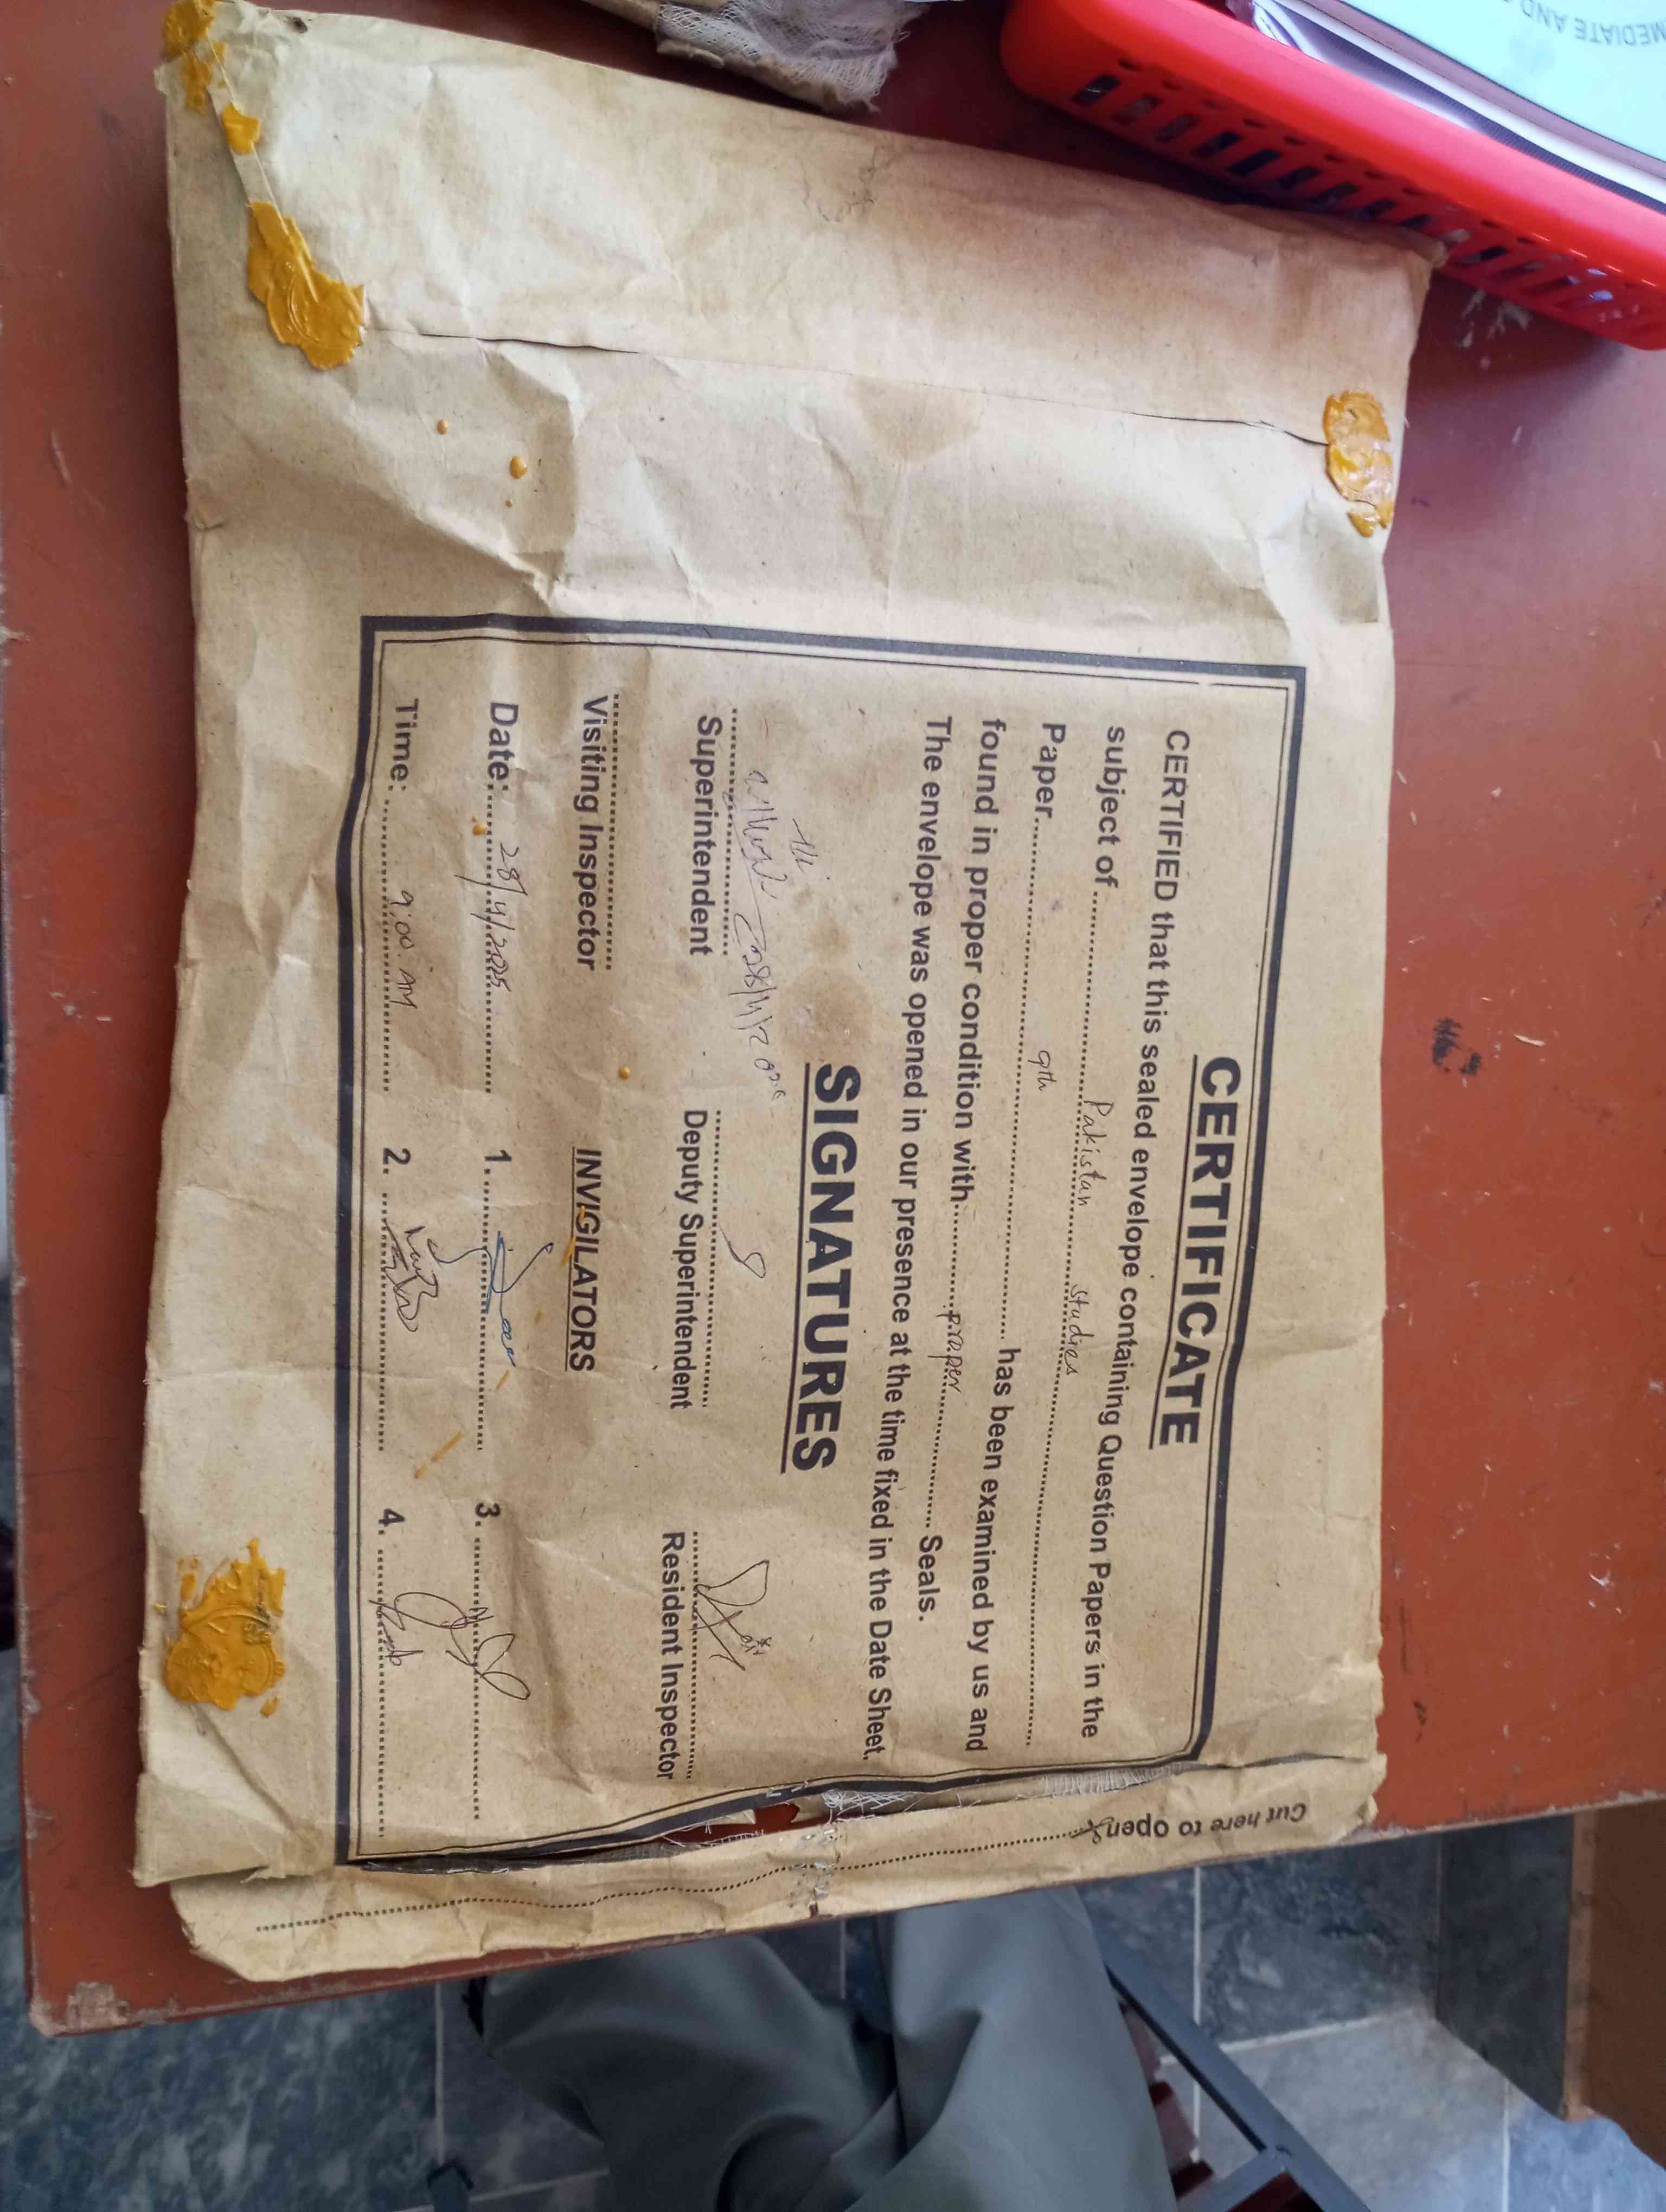 CERTIFICATE
CERTIFIED that this sealed envelope containing Question Papers in the
subject of.......... Pakistan Studies
Paper.......... 9th .......... has been examined by us and
found in proper condition with.......... proper .......... Seals.
The envelope was opened in our presence at the time fixed in the Date Sheet.
SIGNATURES
Superintendent Deputy Superintendent Resident Inspector
Visiting Inspector INVIGILATORS
Date: 28/4/2025 1. 3.
Time: 9:00 AM 2. 4.
Cut here to open
MEDIATE AND